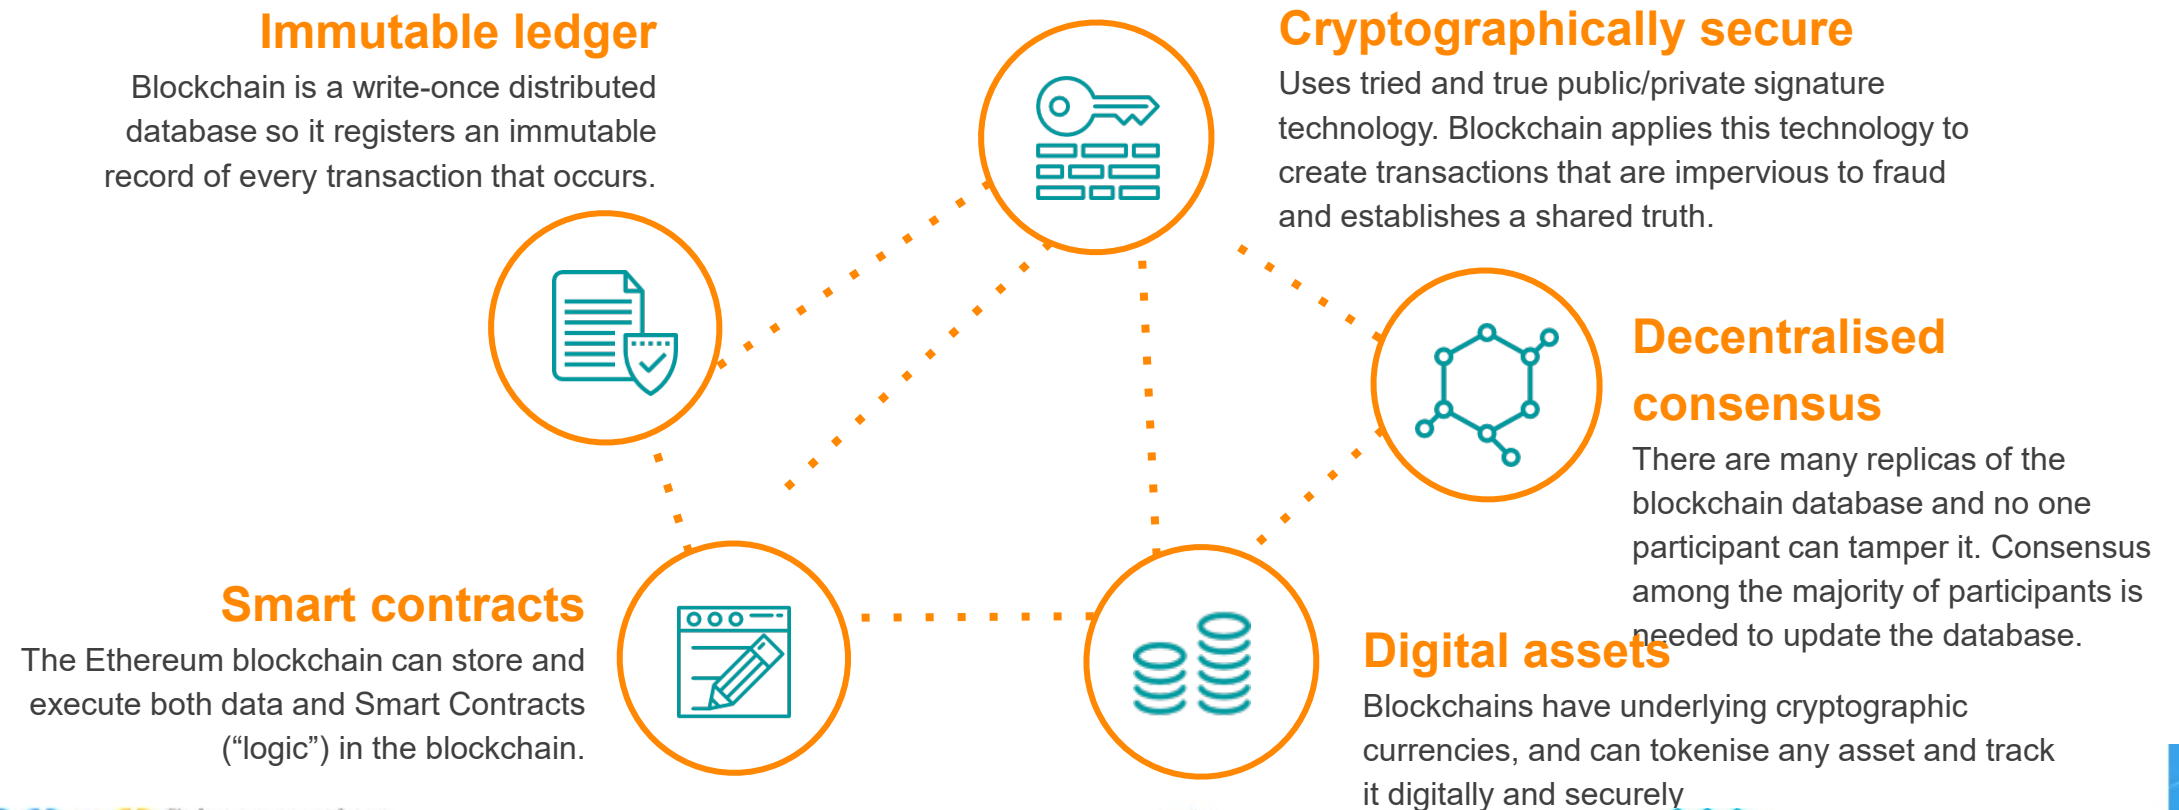 Immutable ledger
Blockchain is a write-once distributed
database so it registers an immutable
record of every transaction that occurs.
Cryptographically secure
Uses tried and true public/private signature
technology. Blockchain applies this technology to
create transactions that are impervious to fraud
and establishes a shared truth.
Decentralised
consensus
There are many replicas of the
blockchain database and no one
participant can tamper it. Consensus
among the majority of participants is
needed to update the database.
Smart contracts
The Ethereum blockchain can store and
execute both data and Smart Contracts
(“logic”) in the blockchain.
Digital assets
Blockchains have underlying cryptographic
currencies, and can tokenise any asset and track
it digitally and securely